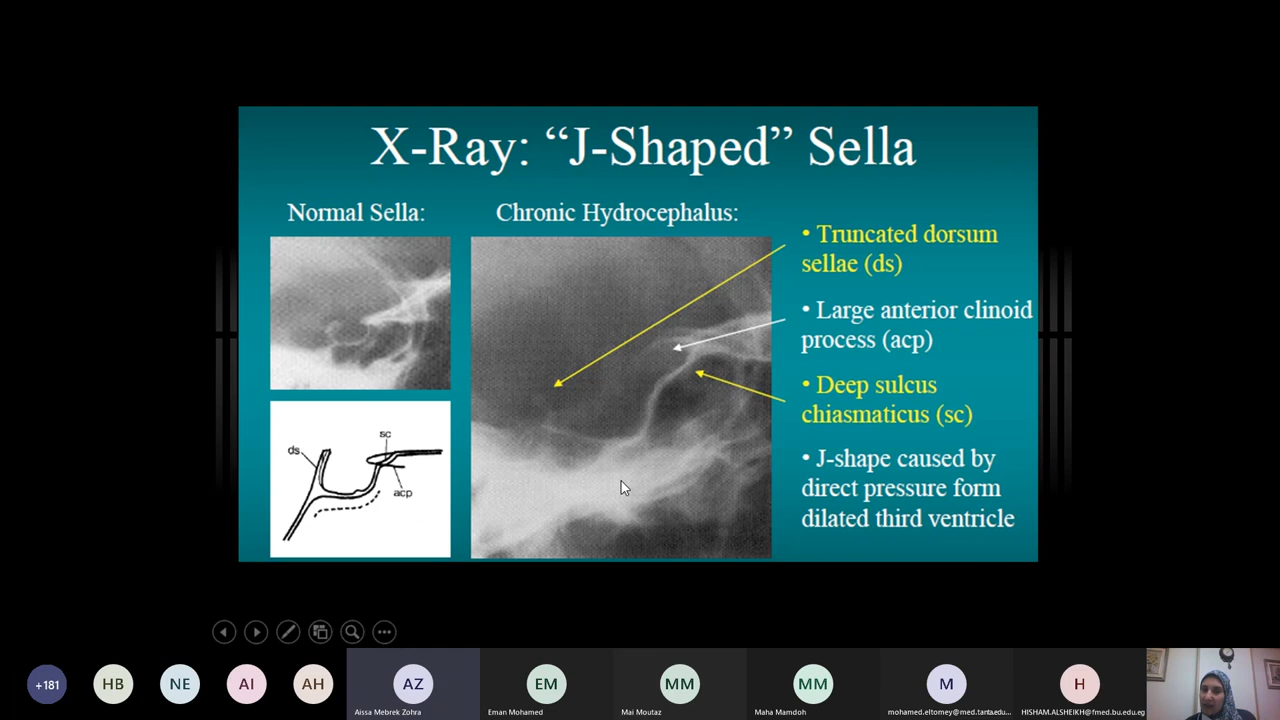 X-Ray: “J-Shaped” Sella
Normal Sella:
Chronic Hydrocephalus:
• Truncated dorsum
sellae (ds)
• Large anterior clinoid
process (acp)
• Deep sulcus
chiasmaticus (sc)
• J-shape caused by
direct pressure form
dilated third ventricle
ds
sc
acp
+181
HB
NE
AI
AH
AZ
Aissa Mebrek Zohra
EM
Eman Mohamed
MM
Mai Moutaz
MM
Maha Mamdoh
M
mohamed.eltomey@med.tanta.edu...
H
HISHAM.ALSHEIKH@fmed.bu.edu.eg